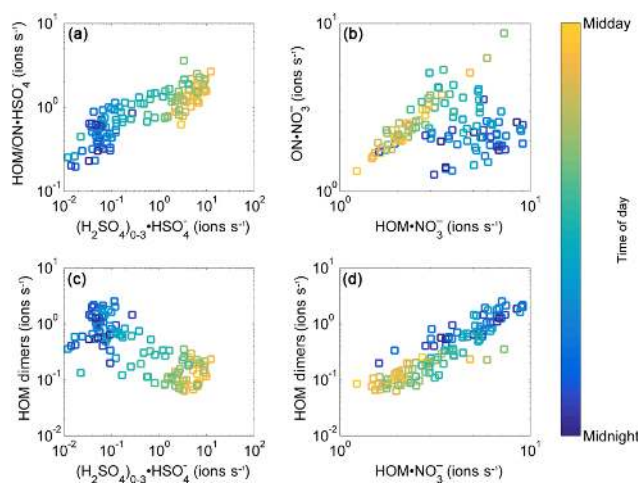 (a)
HOM/ON•HSO₄⁻ (ions s⁻¹)
10¹
10⁰
10⁻¹
10⁻² 10⁻¹ 10⁰ 10¹ 10²
(H₂SO₄)₀₋₃•HSO₄⁻ (ions s⁻¹)
(b)
ON•NO₃⁻ (ions s⁻¹)
10¹
10⁰
10⁰ 10¹
HOM•NO₃⁻ (ions s⁻¹)
(c)
HOM dimers (ions s⁻¹)
10¹
10⁰
10⁻¹
10⁻²
10⁻² 10⁻¹ 10⁰ 10¹ 10²
(H₂SO₄)₀₋₃•HSO₄⁻ (ions s⁻¹)
(d)
HOM dimers (ions s⁻¹)
10¹
10⁰
10⁻¹
10⁻²
10⁰ 10¹
HOM•NO₃⁻ (ions s⁻¹)
Midday
Time of day
Midnight